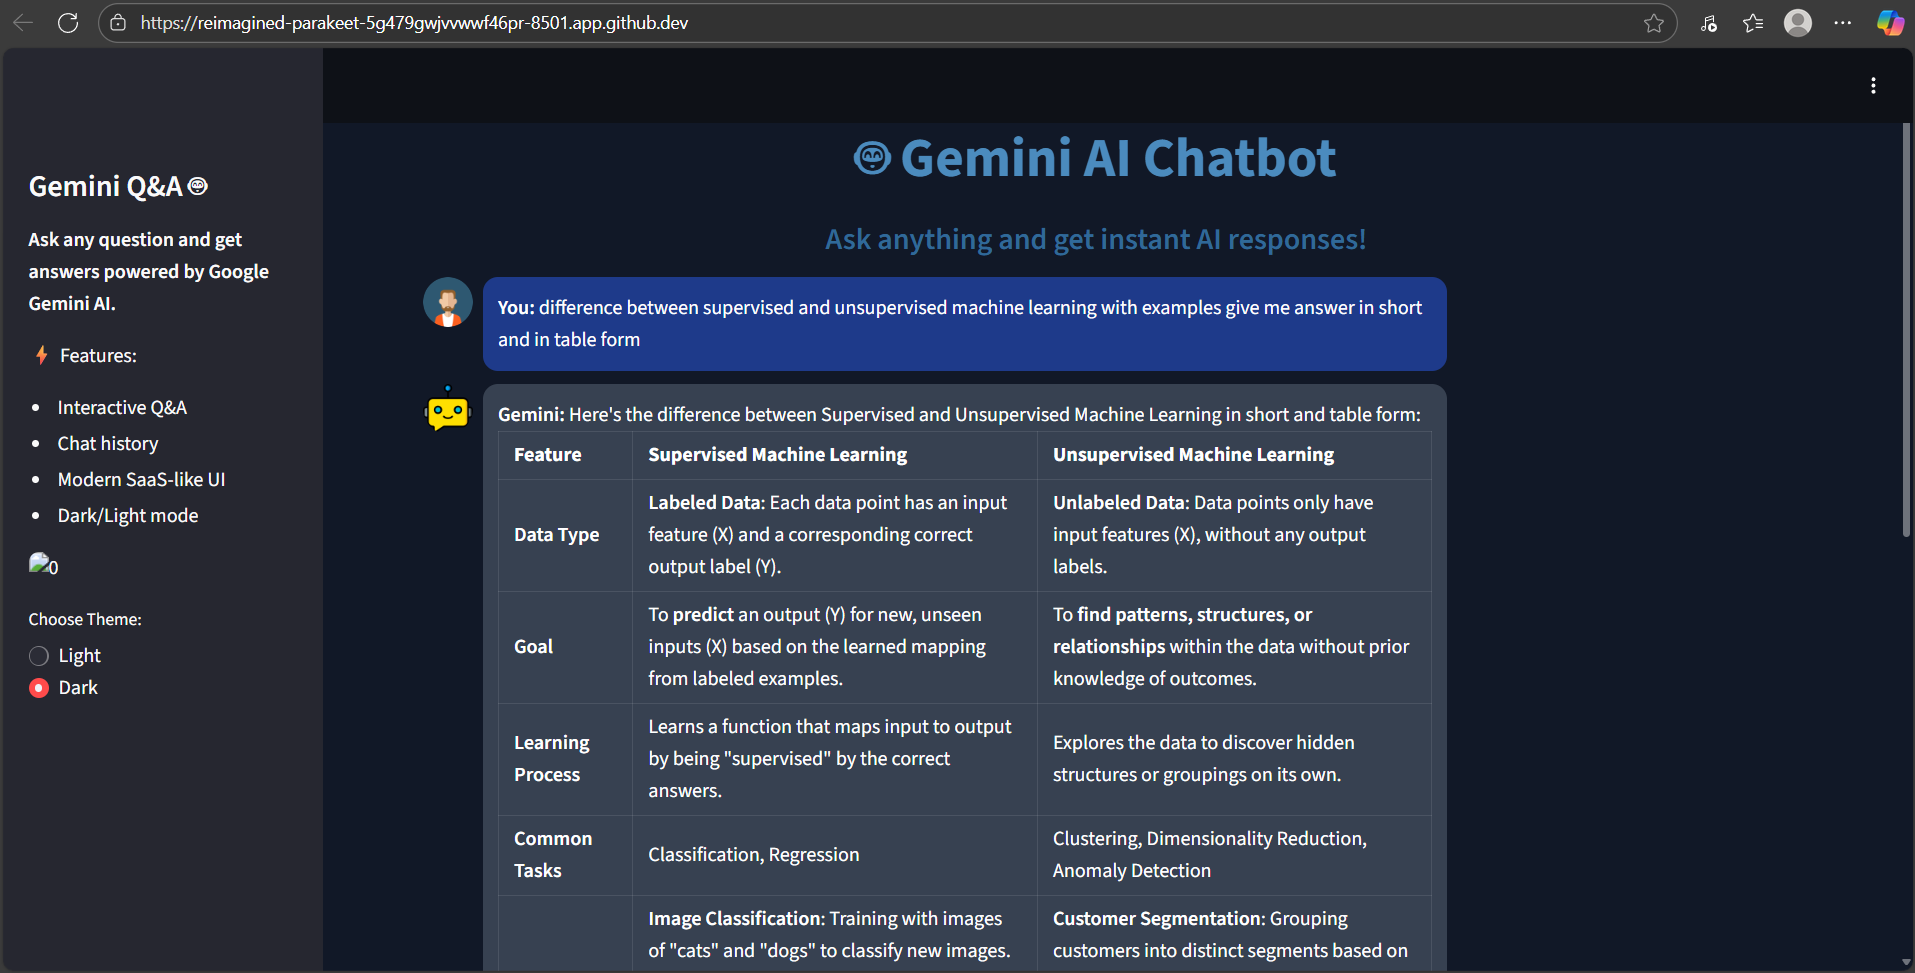 https://reimagined-parakeet-5g479gwjvvwwf46pr-8501.app.github.dev
Gemini Q&A
Ask any question and get
answers powered by Google
Gemini AI.
Features:
Interactive Q&A
Chat history
Modern SaaS-like UI
Dark/Light mode
0
Choose Theme:
Light
Dark
Gemini AI Chatbot
Ask anything and get instant AI responses!
You: difference between supervised and unsupervised machine learning with examples give me answer in short
and in table form
Gemini: Here's the difference between Supervised and Unsupervised Machine Learning in short and table form:
Feature
Supervised Machine Learning
Unsupervised Machine Learning
Data Type
Labeled Data: Each data point has an input
feature (X) and a corresponding correct
output label (Y).
Unlabeled Data: Data points only have
input features (X), without any output
labels.
Goal
To predict an output (Y) for new, unseen
inputs (X) based on the learned mapping
from labeled examples.
To find patterns, structures, or
relationships within the data without prior
knowledge of outcomes.
Learning
Process
Learns a function that maps input to output
by being "supervised" by the correct
answers.
Explores the data to discover hidden
structures or groupings on its own.
Common
Tasks
Classification, Regression
Clustering, Dimensionality Reduction,
Anomaly Detection
Image Classification: Training with images
of "cats" and "dogs" to classify new images.
Customer Segmentation: Grouping
customers into distinct segments based on